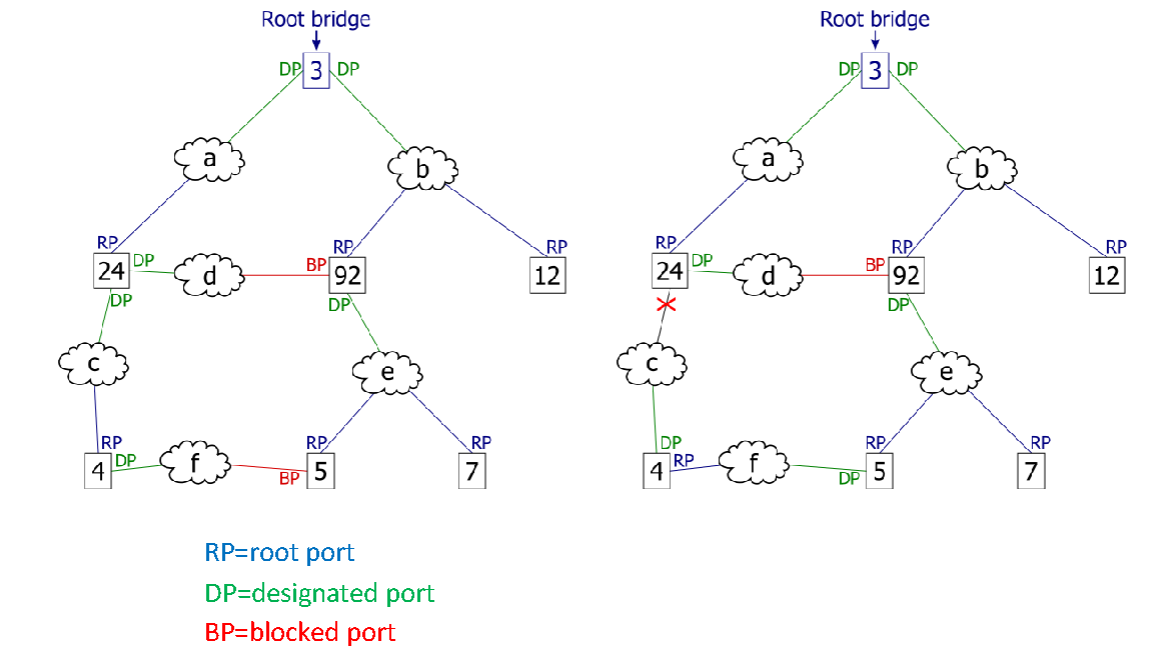 Root bridge Root bridge
DP 3 DP DP 3 DP
a a
b b
RP RP RP RP RP RP
24 DP d BP 92 12 24 DP d BP 92 12
DP DP DP
c e c e
RP RP RP DP RP RP
4 DP f BP 5 7 4 RP f DP 5 7
RP=root port
DP=designated port
BP=blocked port